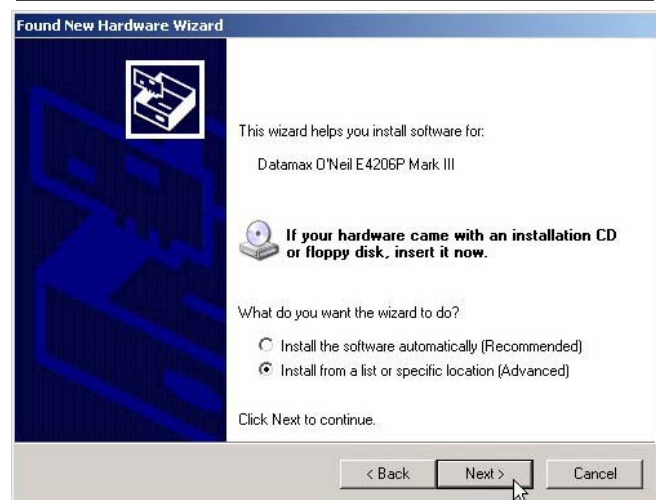 Found New Hardware Wizard
This wizard helps you install software for:
Datamax O'Neil E4206P Mark III
If your hardware came with an installation CD
or floppy disk, insert it now.
What do you want the wizard to do?
Install the software automatically (Recommended)
Install from a list or specific location (Advanced)
Click Next to continue.
< Back
Next >
Cancel